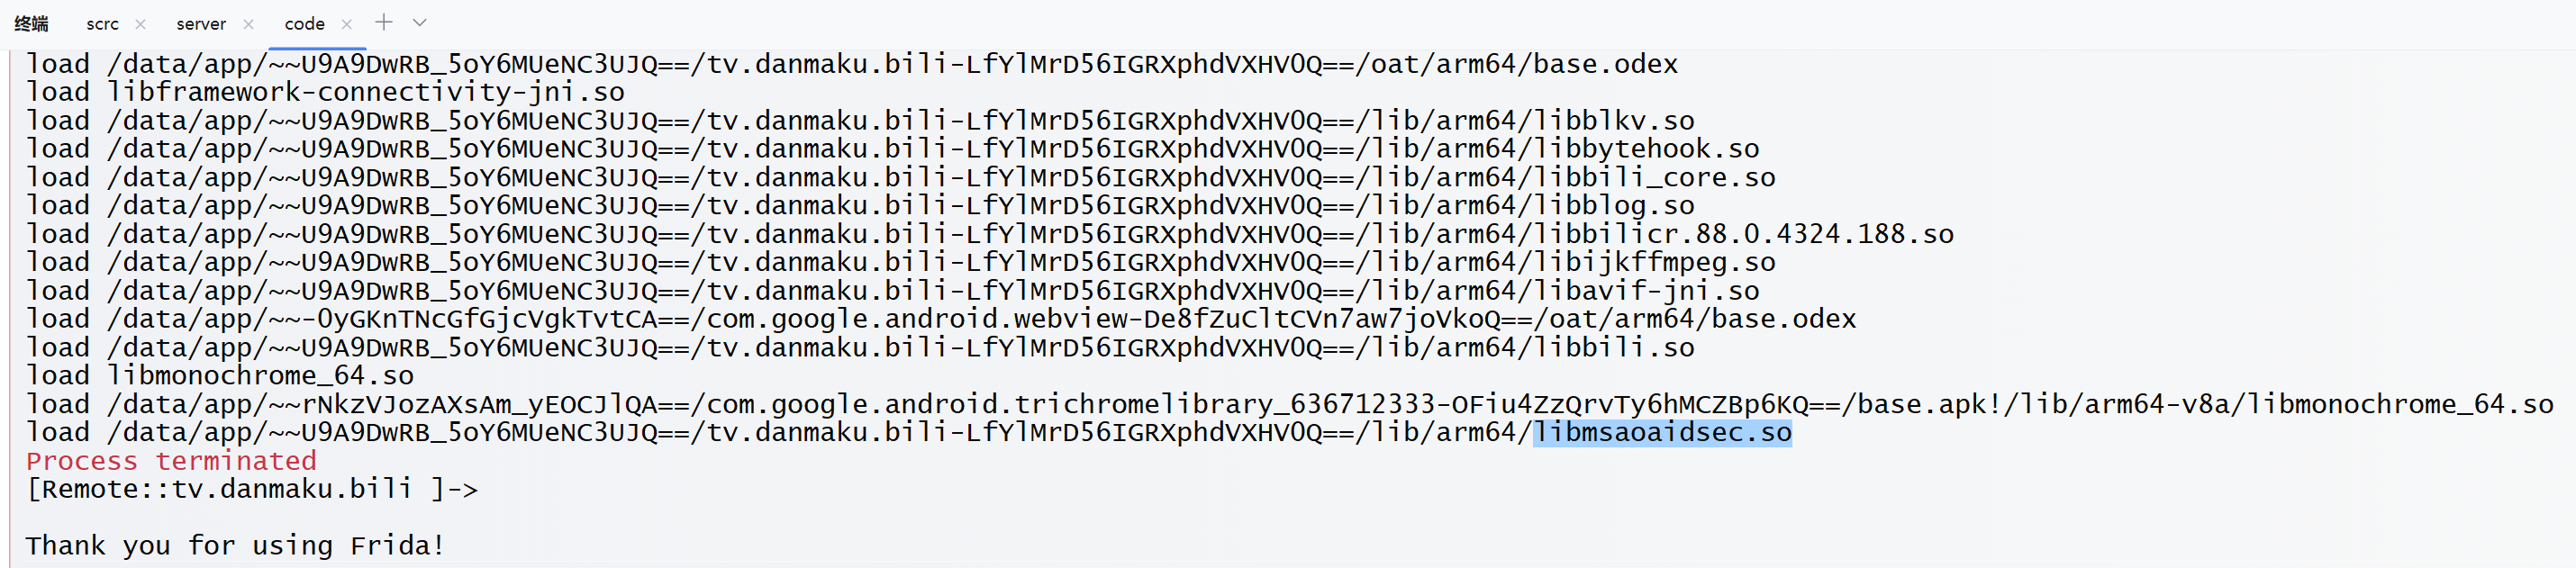 终端 scrc × server × code × +
load /data/app/~~U9A9DwRB_5oY6MUeNC3UJQ==/tv.danmaku.bili-LfYlMrD56IGRXphdVXHV0Q==/oat/arm64/base.odex
load libframework-connectivity-jni.so
load /data/app/~~U9A9DwRB_5oY6MUeNC3UJQ==/tv.danmaku.bili-LfYlMrD56IGRXphdVXHV0Q==/lib/arm64/libblkv.so
load /data/app/~~U9A9DwRB_5oY6MUeNC3UJQ==/tv.danmaku.bili-LfYlMrD56IGRXphdVXHV0Q==/lib/arm64/libbytehook.so
load /data/app/~~U9A9DwRB_5oY6MUeNC3UJQ==/tv.danmaku.bili-LfYlMrD56IGRXphdVXHV0Q==/lib/arm64/libbili_core.so
load /data/app/~~U9A9DwRB_5oY6MUeNC3UJQ==/tv.danmaku.bili-LfYlMrD56IGRXphdVXHV0Q==/lib/arm64/libblog.so
load /data/app/~~U9A9DwRB_5oY6MUeNC3UJQ==/tv.danmaku.bili-LfYlMrD56IGRXphdVXHV0Q==/lib/arm64/libbilicr.88.0.4324.188.so
load /data/app/~~U9A9DwRB_5oY6MUeNC3UJQ==/tv.danmaku.bili-LfYlMrD56IGRXphdVXHV0Q==/lib/arm64/libijkffmpeg.so
load /data/app/~~U9A9DwRB_5oY6MUeNC3UJQ==/tv.danmaku.bili-LfYlMrD56IGRXphdVXHV0Q==/lib/arm64/libavif-jni.so
load /data/app/~~-0yGKnTNcGfGjcVgkTvtCA==/com.google.android.webview-De8fZuCltCVn7aw7joVkoQ==/oat/arm64/base.odex
load /data/app/~~U9A9DwRB_5oY6MUeNC3UJQ==/tv.danmaku.bili-LfYlMrD56IGRXphdVXHV0Q==/lib/arm64/libbili.so
load libmonochrome_64.so
load /data/app/~~rNkzVJozAXsAm_yEOCJlQA==/com.google.android.trichromelibrary_636712333-OFiu4ZzQrvTy6hMCZBp6KQ==/base.apk!/lib/arm64-v8a/libmonochrome_64.so
load /data/app/~~U9A9DwRB_5oY6MUeNC3UJQ==/tv.danmaku.bili-LfYlMrD56IGRXphdVXHV0Q==/lib/arm64/libmsaoaidsec.so
Process terminated
[Remote::tv.danmaku.bili ]->
Thank you for using Frida!